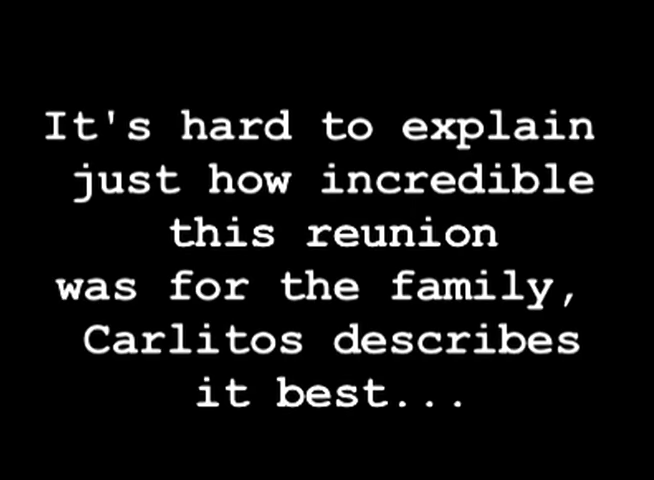 It's hard to explain
just how incredible
this reunion
was for the family,
Carlitos describes
it best...